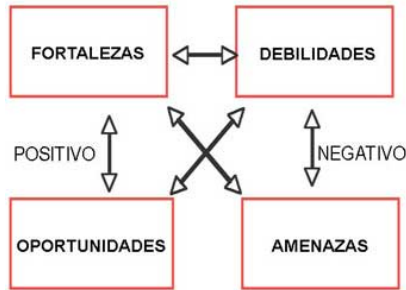 FORTALEZAS
DEBILIDADES
POSITIVO
NEGATIVO
OPORTUNIDADES
AMENAZAS